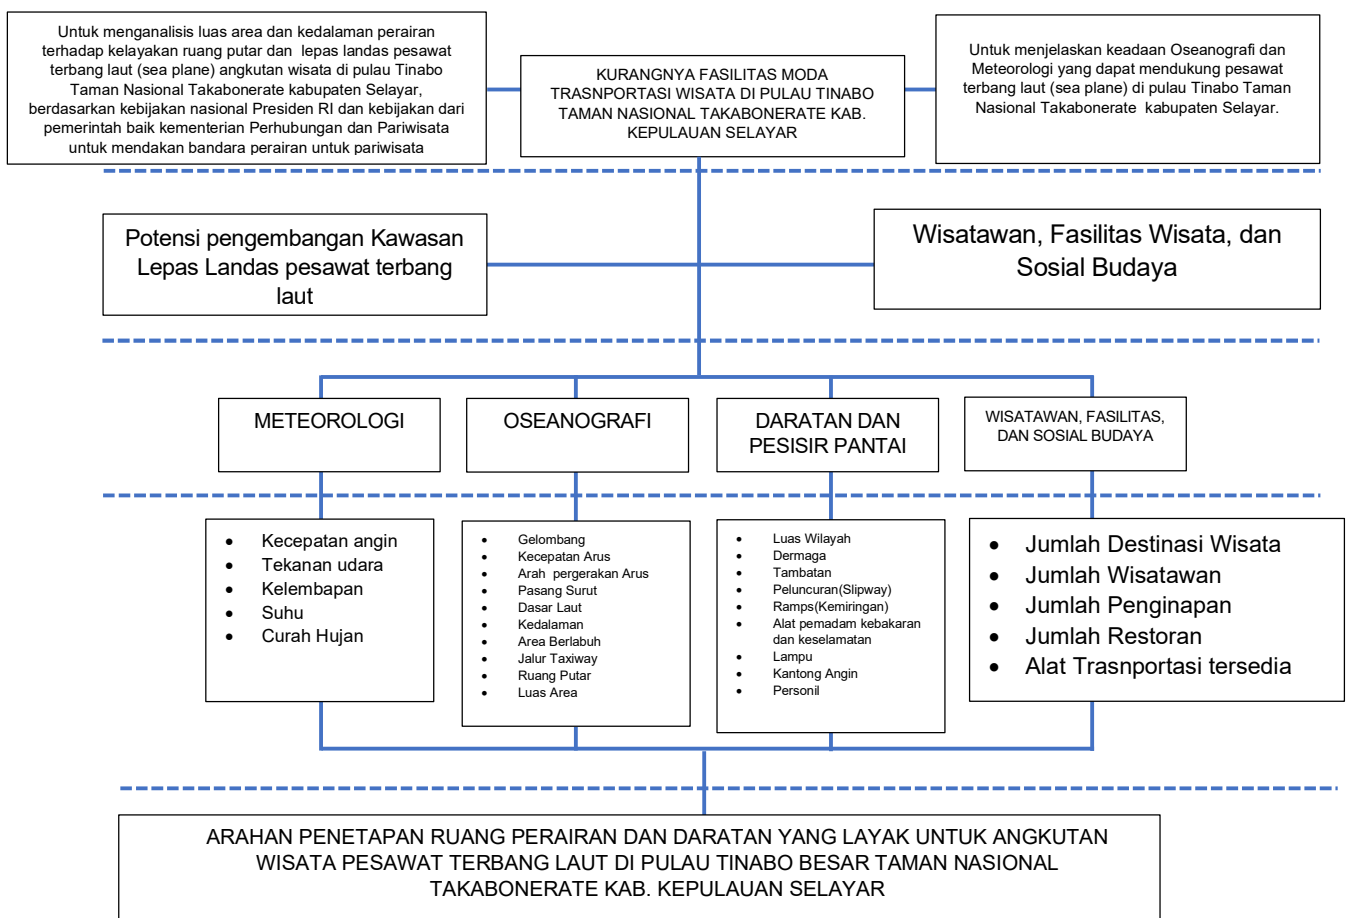 Untuk menganalisis luas area dan kedalaman perairan
terhadap kelayakan ruang putar dan lepas landas pesawat
terbang laut (sea plane) angkutan wisata di pulau Tinabo
Taman Nasional Takabonerate kabupaten Selayar,
berdasarkan kebijakan nasional Presiden RI dan kebijakan dari
pemerintah baik kementerian Perhubungan dan Pariwisata
untuk mendakan bandara perairan untuk pariwisata
KURANGNYA FASILITAS MODA
TRASNPORTASI WISATA DI PULAU TINABO
TAMAN NASIONAL TAKABONERATE KAB.
KEPULAUAN SELAYAR
Untuk menjelaskan keadaan Oseanografi dan
Meteorologi yang dapat mendukung pesawat
terbang laut (sea plane) di pulau Tinabo Taman
Nasional Takabonerate kabupaten Selayar.
Potensi pengembangan Kawasan
Lepas Landas pesawat terbang
laut
Wisatawan, Fasilitas Wisata, dan
Sosial Budaya
METEOROLOGI
OSEANOGRAFI
DARATAN DAN
PESISIR PANTAI
WISATAWAN, FASILITAS,
DAN SOSIAL BUDAYA
• Kecepatan angin
• Tekanan udara
• Kelembapan
• Suhu
• Curah Hujan
• Gelombang
• Kecepatan Arus
• Arah pergerakan Arus
• Pasang Surut
• Dasar Laut
• Kedalaman
• Area Berlabuh
• Jalur Taxiway
• Ruang Putar
• Luas Area
• Luas Wilayah
• Dermaga
• Tambatan
• Peluncuran(Slipway)
• Ramps(Kemiringan)
• Alat pemadam kebakaran
dan keselamatan
• Lampu
• Kantong Angin
• Personil
• Jumlah Destinasi Wisata
• Jumlah Wisatawan
• Jumlah Penginapan
• Jumlah Restoran
• Alat Trasnportasi tersedia
ARAHAN PENETAPAN RUANG PERAIRAN DAN DARATAN YANG LAYAK UNTUK ANGKUTAN
WISATA PESAWAT TERBANG LAUT DI PULAU TINABO BESAR TAMAN NASIONAL
TAKABONERATE KAB. KEPULAUAN SELAYAR